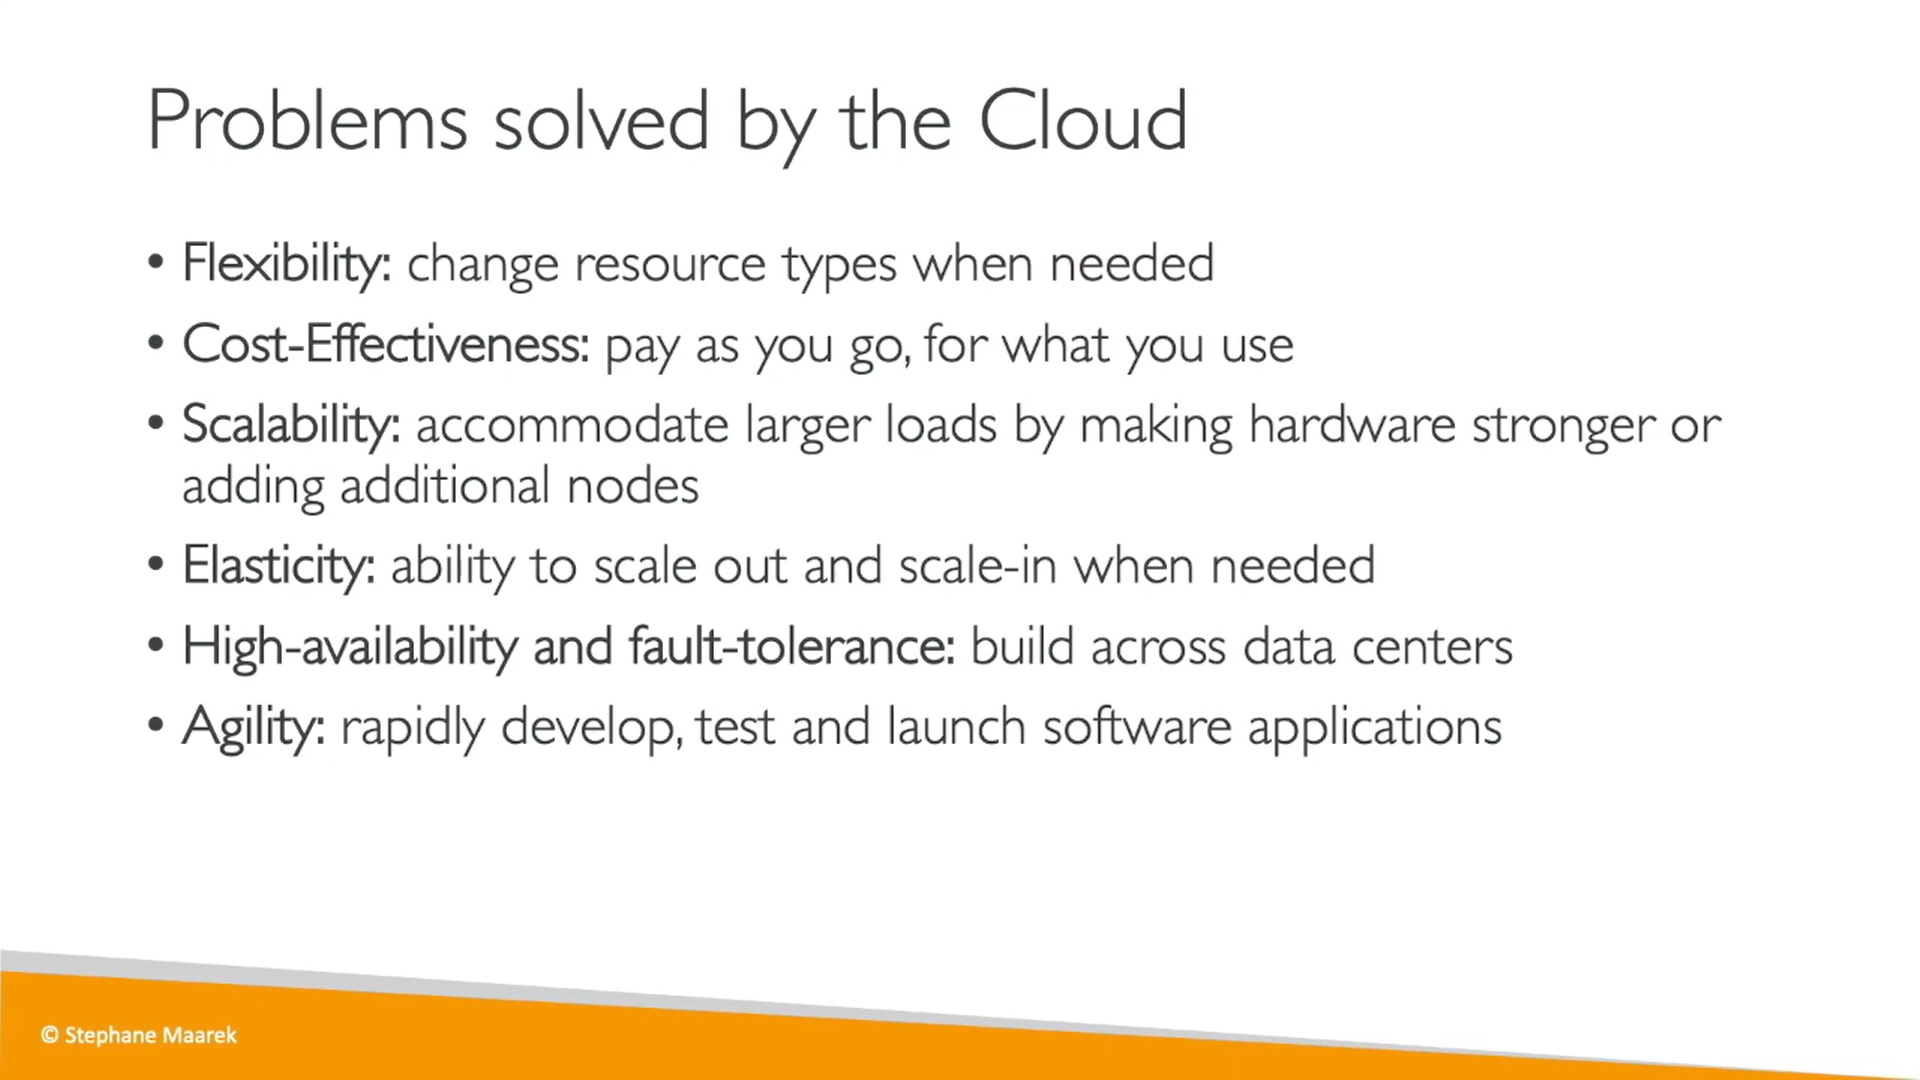 Problems solved by the Cloud
• Flexibility: change resource types when needed
• Cost-Effectiveness: pay as you go, for what you use
• Scalability: accommodate larger loads by making hardware stronger or
adding additional nodes
• Elasticity: ability to scale out and scale-in when needed
• High-availability and fault-tolerance: build across data centers
• Agility: rapidly develop, test and launch software applications
© Stephane Maarek